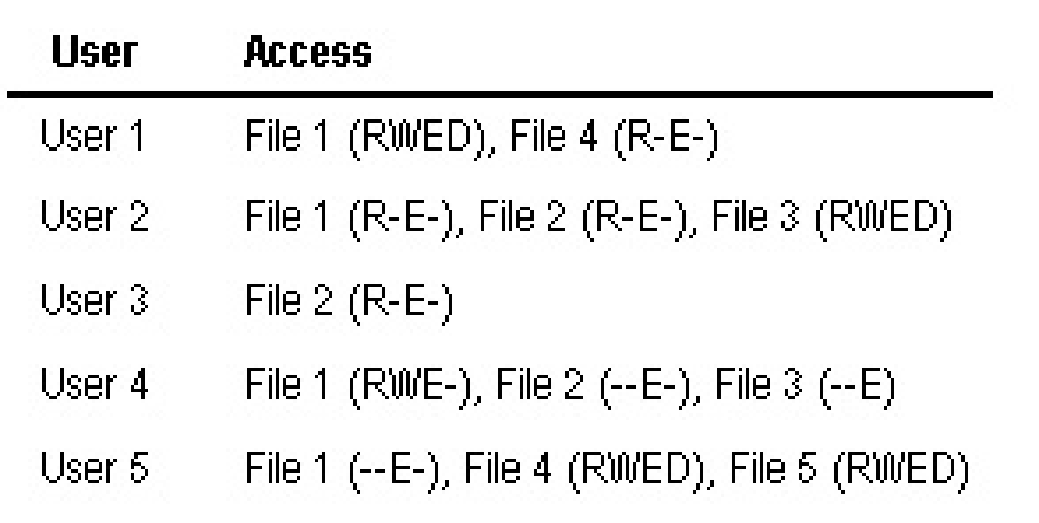 User Access
User 1 File 1 (RWED), File 4 (R-E-)
User 2 File 1 (R-E-), File 2 (R-E-), File 3 (RWED)
User 3 File 2 (R-E-)
User 4 File 1 (RWE-), File 2 (--E-), File 3 (--E)
User 5 File 1 (--E-), File 4 (RWED), File 5 (RWED)